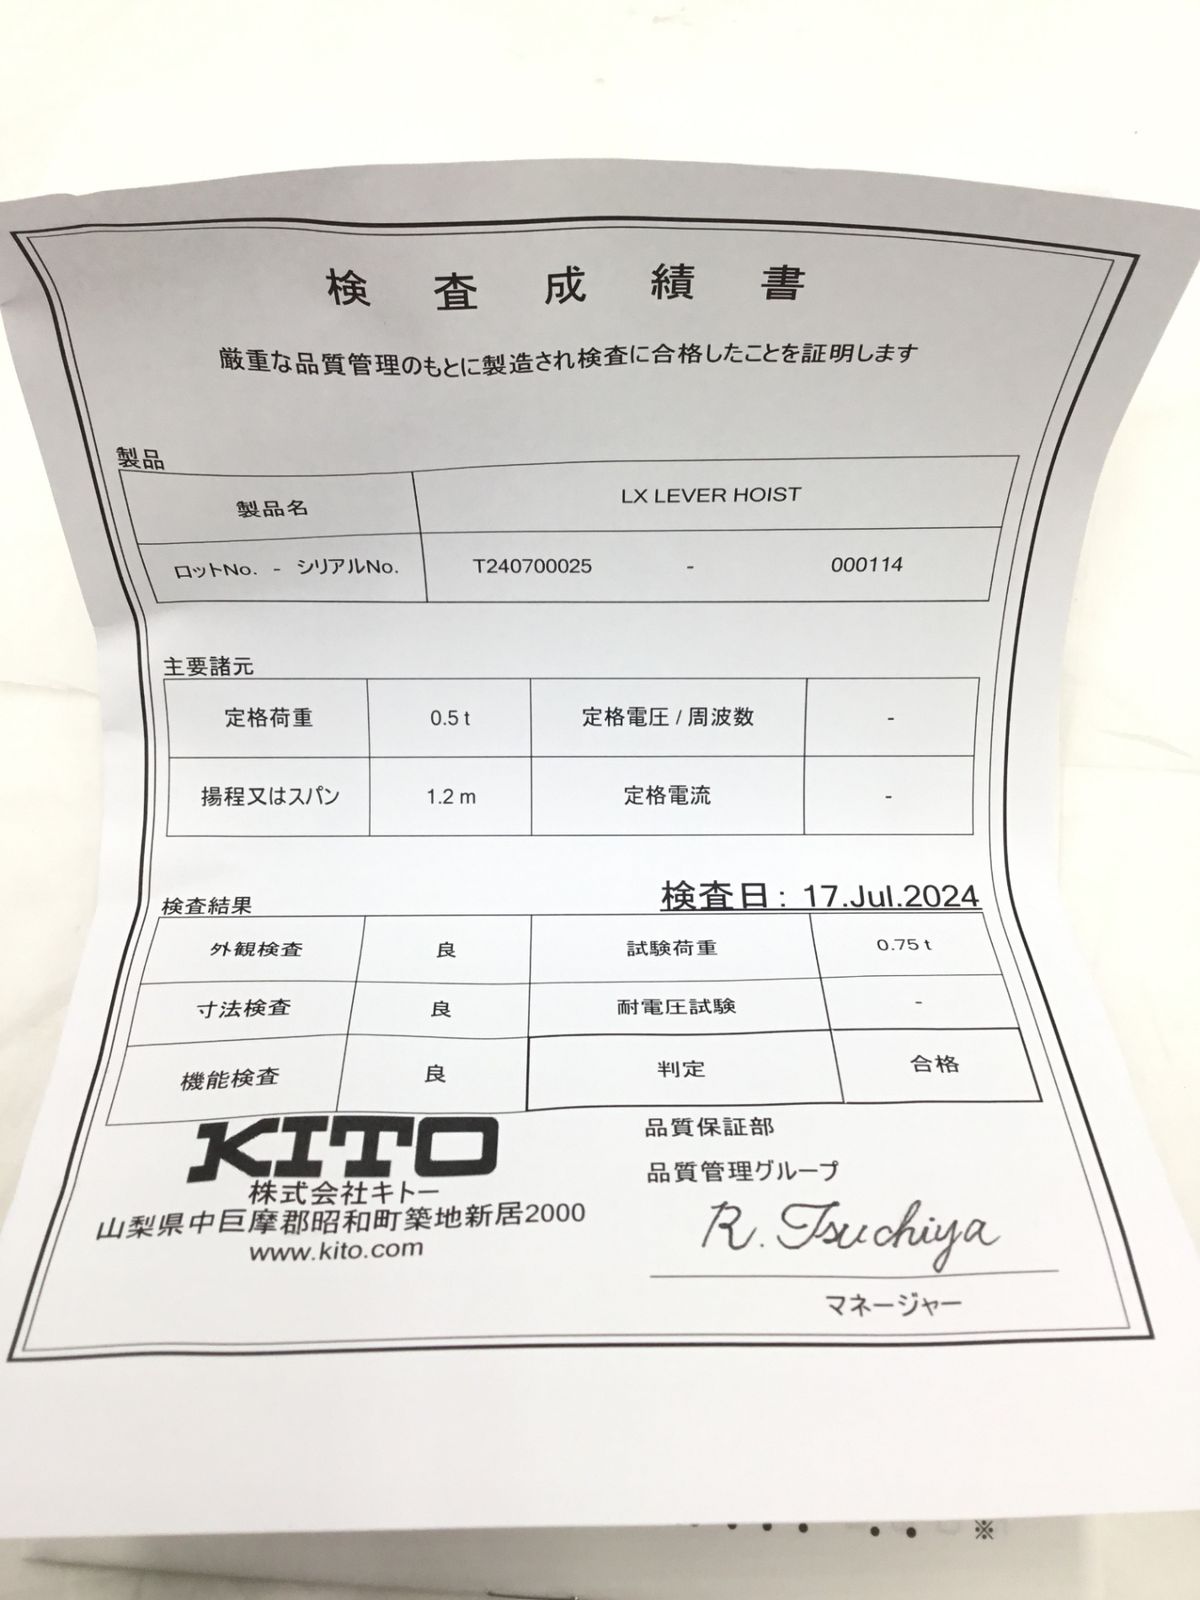 検査成績書
厳重な品質管理のもとに製造され検査に合格したことを証明します
製品
製品名 LX LEVER HOIST
ロットNo. - シリアルNo. T240700025 - 000114
主要諸元
定格荷重 0.5 t 定格電圧 / 周波数 -
揚程又はスパン 1.2 m 定格電流 -
検査結果 検査日 : 17.Jul.2024
外観検査 良 試験荷重 0.75 t
寸法検査 良 耐電圧試験 -
機能検査 良 判定 合格
KITO
株式会社キトー
山梨県中巨摩郡昭和町築地新居2000
www.kito.com
品質保証部
品質管理グループ
R. Tsuchiya
マネージャー
※